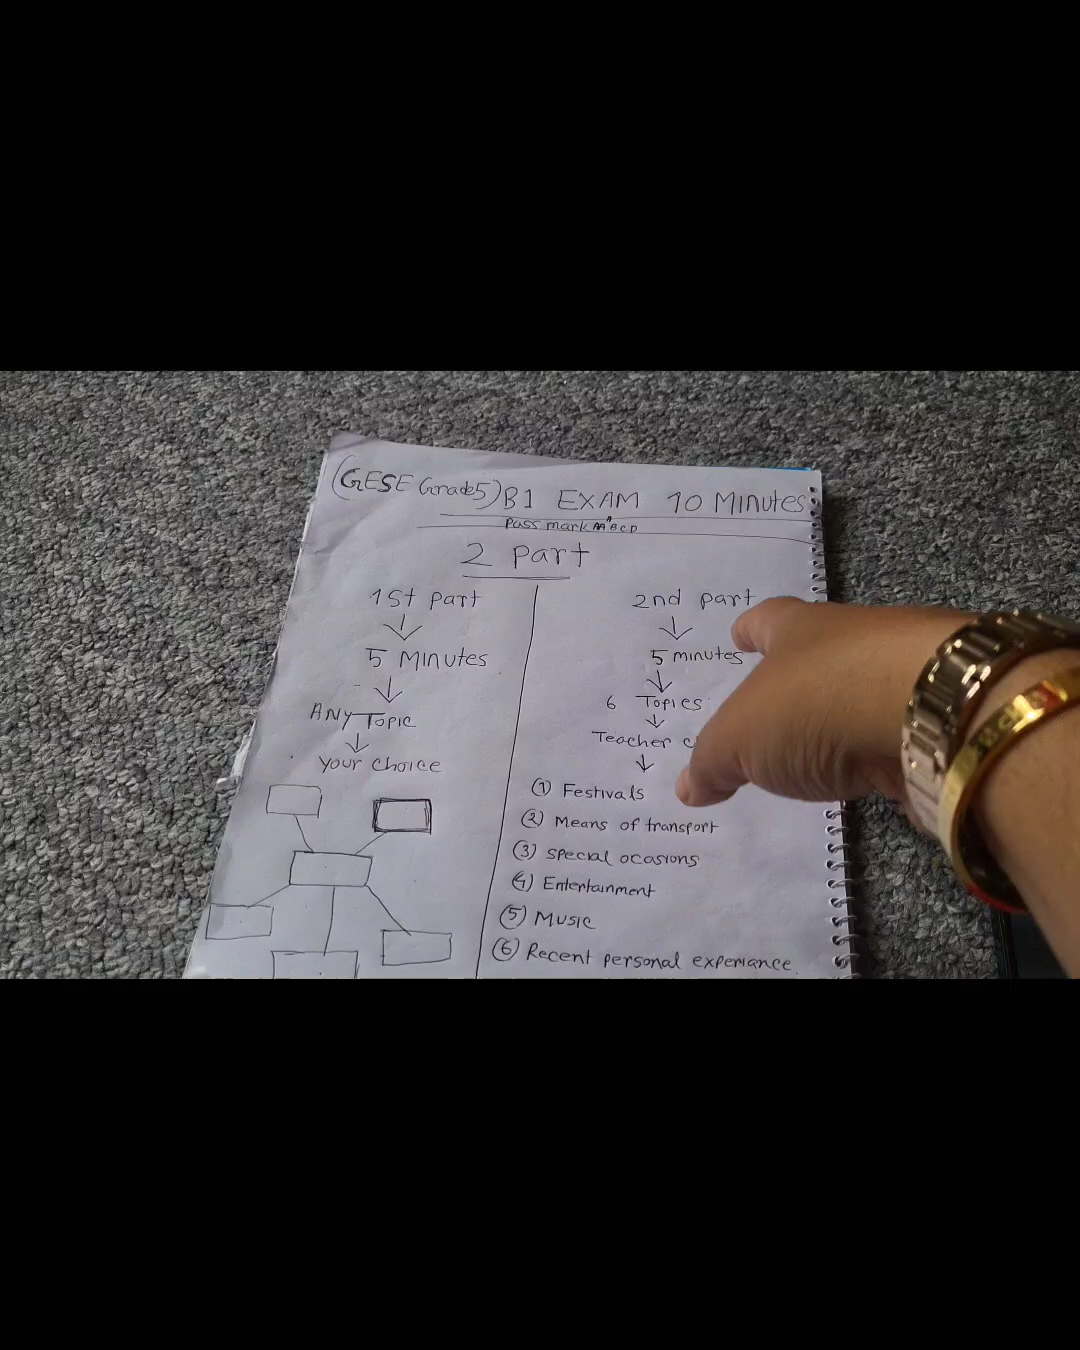 (GESE Grade5) B1 EXAM 10 Minutes
Pass mark AA B C D
2 Part
1st part
5 Minutes
ANY TOPIC
Your choice
2nd part
5 minutes
6 Topics
Teacher
(1) Festivals
(2) Means of transport
(3) special ocasions
(4) Entertainment
(5) Music
(6) Recent personal experiance